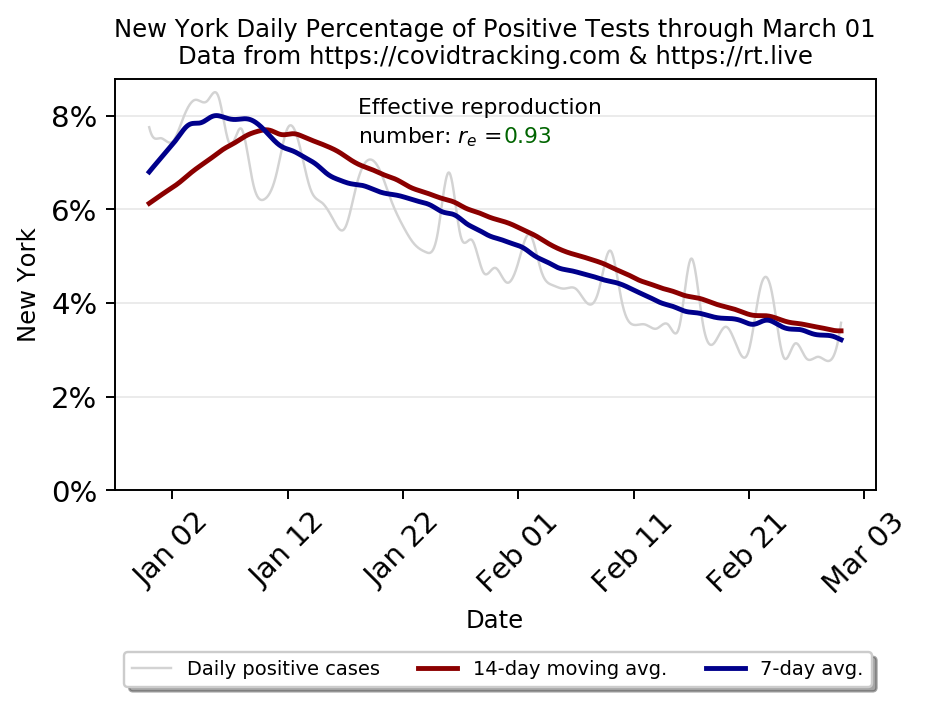 New York Daily Percentage of Positive Tests through March 01
Data from https://covidtracking.com & https://rt.live
Effective reproduction
number: rₑ =0.93
New York
8%
6%
4%
2%
0%
Jan 02
Jan 12
Jan 22
Feb 01
Feb 11
Feb 21
Mar 03
Date
Daily positive cases
14-day moving avg.
7-day avg.